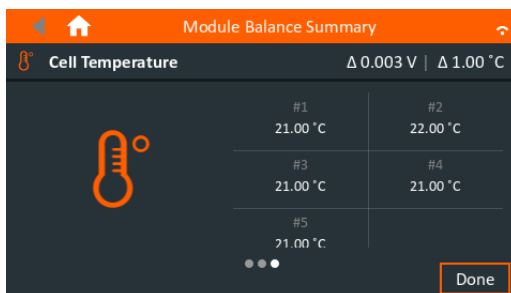 Module Balance Summary
Cell Temperature Δ 0.003 V | Δ 1.00 °C
#1 #2
21.00 °C 22.00 °C
#3 #4
21.00 °C 21.00 °C
#5
21.00 °C
Done